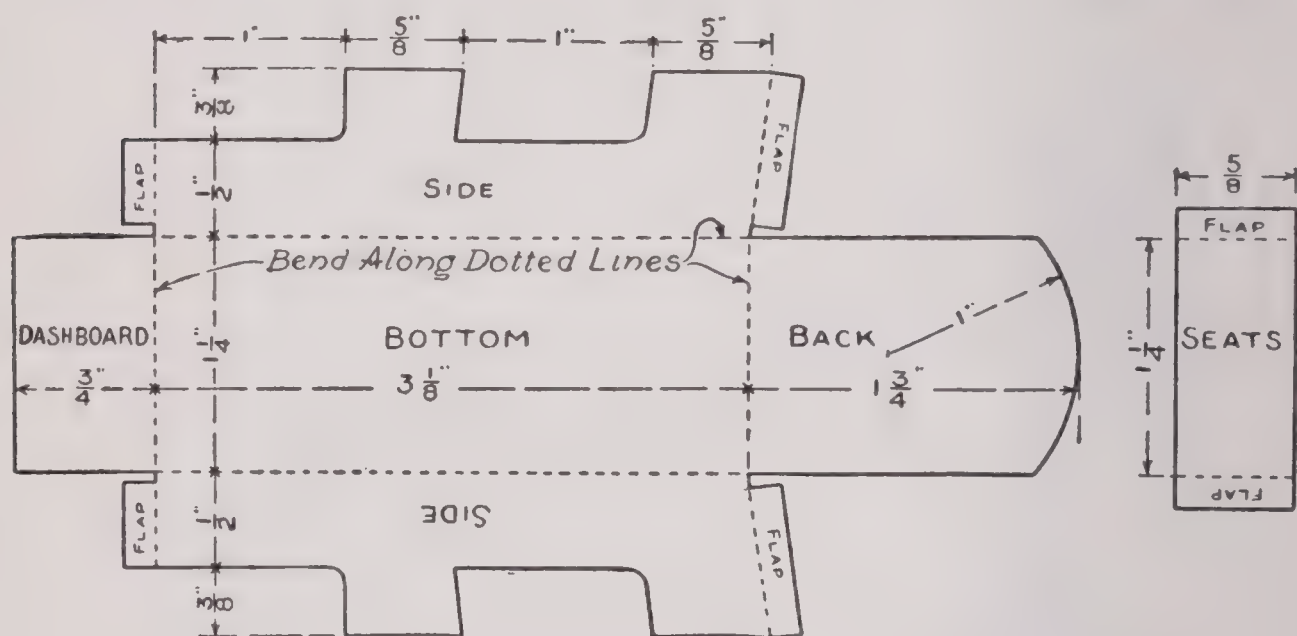 1"
5/8"
1"
5/8"
3/8"
FLAP
FLAP
1/2"
SIDE
5/8"
FLAP
Bend Along Dotted Lines
1"
DASHBOARD
1 1/4"
BOTTOM
BACK
1 1/4"
SEATS
3/4"
3 1/8"
1 3/4"
FLAP
FLAP
1/2"
SIDE
FLAP
3/8"